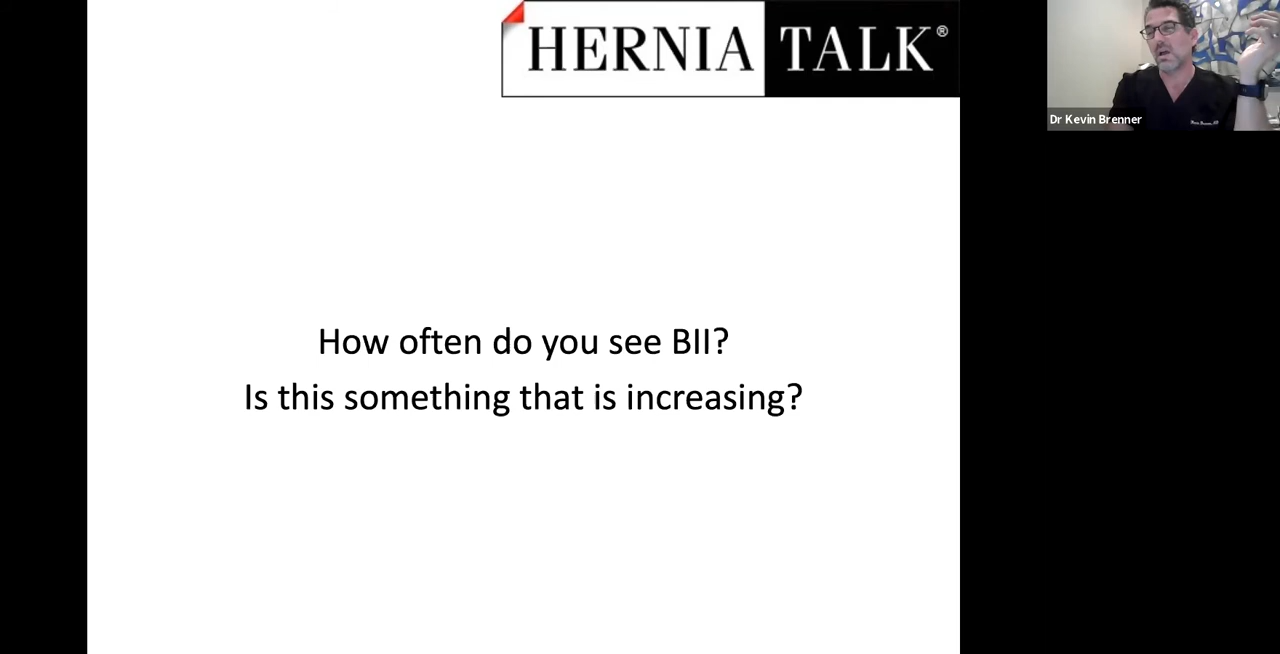 HERNIA TALK®
Dr Kevin Brenner
How often do you see BII?
Is this something that is increasing?